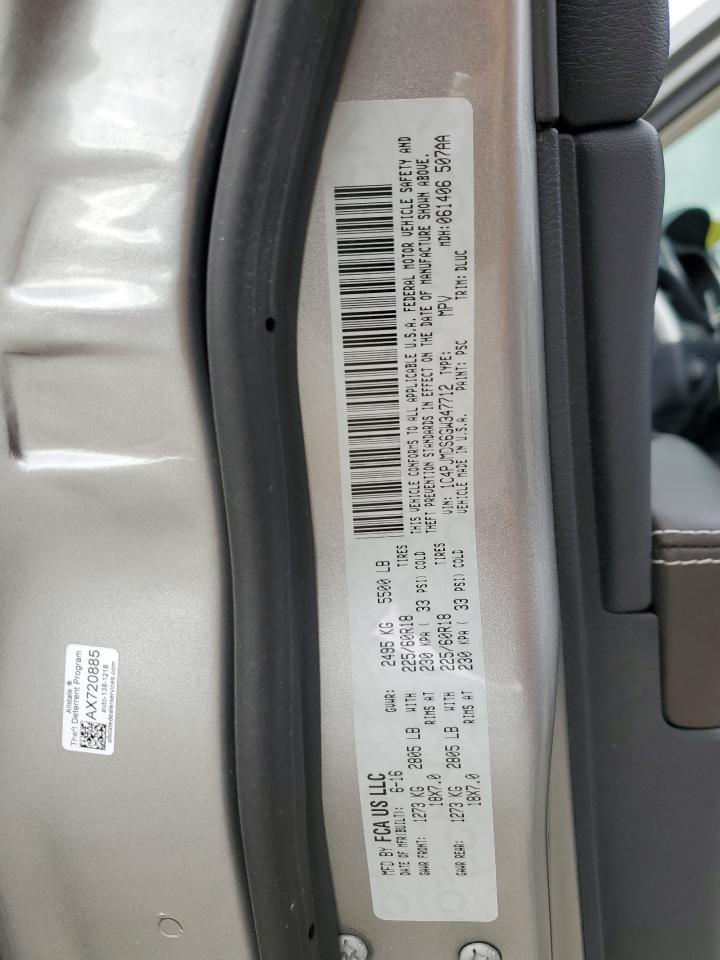 MFD BY FCA US LLC
DATE OF MFR(BUILT): 6-16 GVWR: 2495 KG 5500 LB
GAWR FRONT: 1273 KG 2805 LB WITH 225/60R18 TIRES
18X7.0 RIMS AT 230 KPA ( 33 PSI) COLD
GAWR REAR: 1273 KG 2805 LB WITH 225/60R18 TIRES
18X7.0 RIMS AT 230 KPA ( 33 PSI) COLD
THIS VEHICLE CONFORMS TO ALL APPLICABLE U.S.A. FEDERAL MOTOR VEHICLE SAFETY AND
THEFT PREVENTION STANDARDS IN EFFECT ON THE DATE OF MANUFACTURE SHOWN ABOVE.
VIN: 1C4PJMDS6GW347712 TYPE: MPV MDH:061406 507AA
VEHICLE MADE IN U.S.A. PAINT: PSC TRIM: DLUC
Allstate ®
Theft Deterrent Program
AX720885
auto-138-1218
allstatedealerservices.com